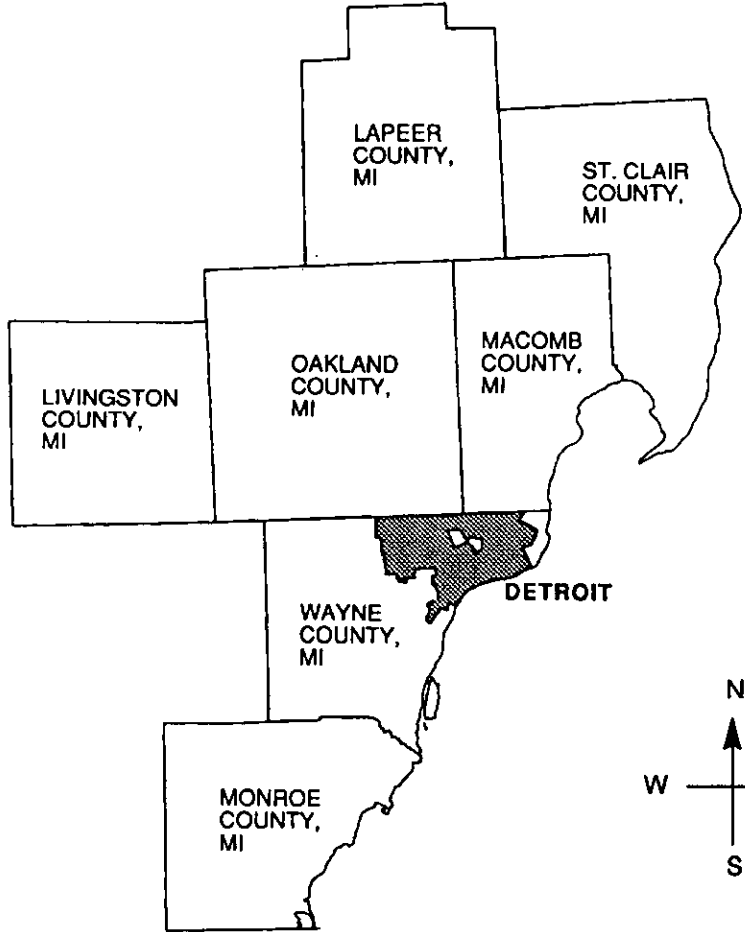 LAPEER
COUNTY,
MI
ST. CLAIR
COUNTY,
MI
MACOMB
COUNTY,
MI
OAKLAND
COUNTY,
MI
LIVINGSTON
COUNTY,
MI
DETROIT
WAYNE
COUNTY,
MI
N
W
S
MONROE
COUNTY,
MI